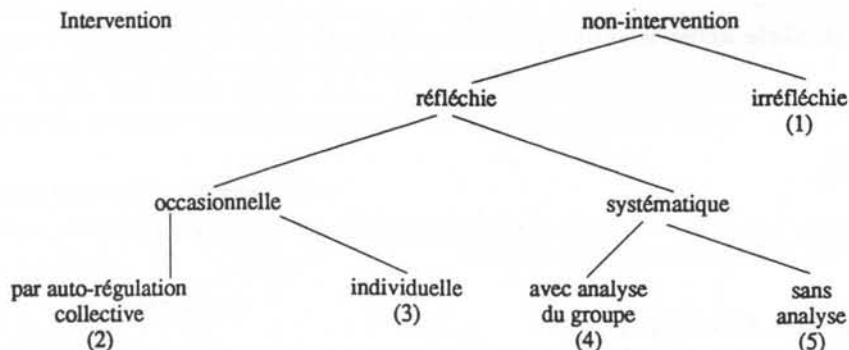 Intervention non-intervention
réfléchie irréfléchie
(1)
occasionnelle systématique
par auto-régulation individuelle avec analyse sans
collective (3) du groupe analyse
(2) (4) (5)